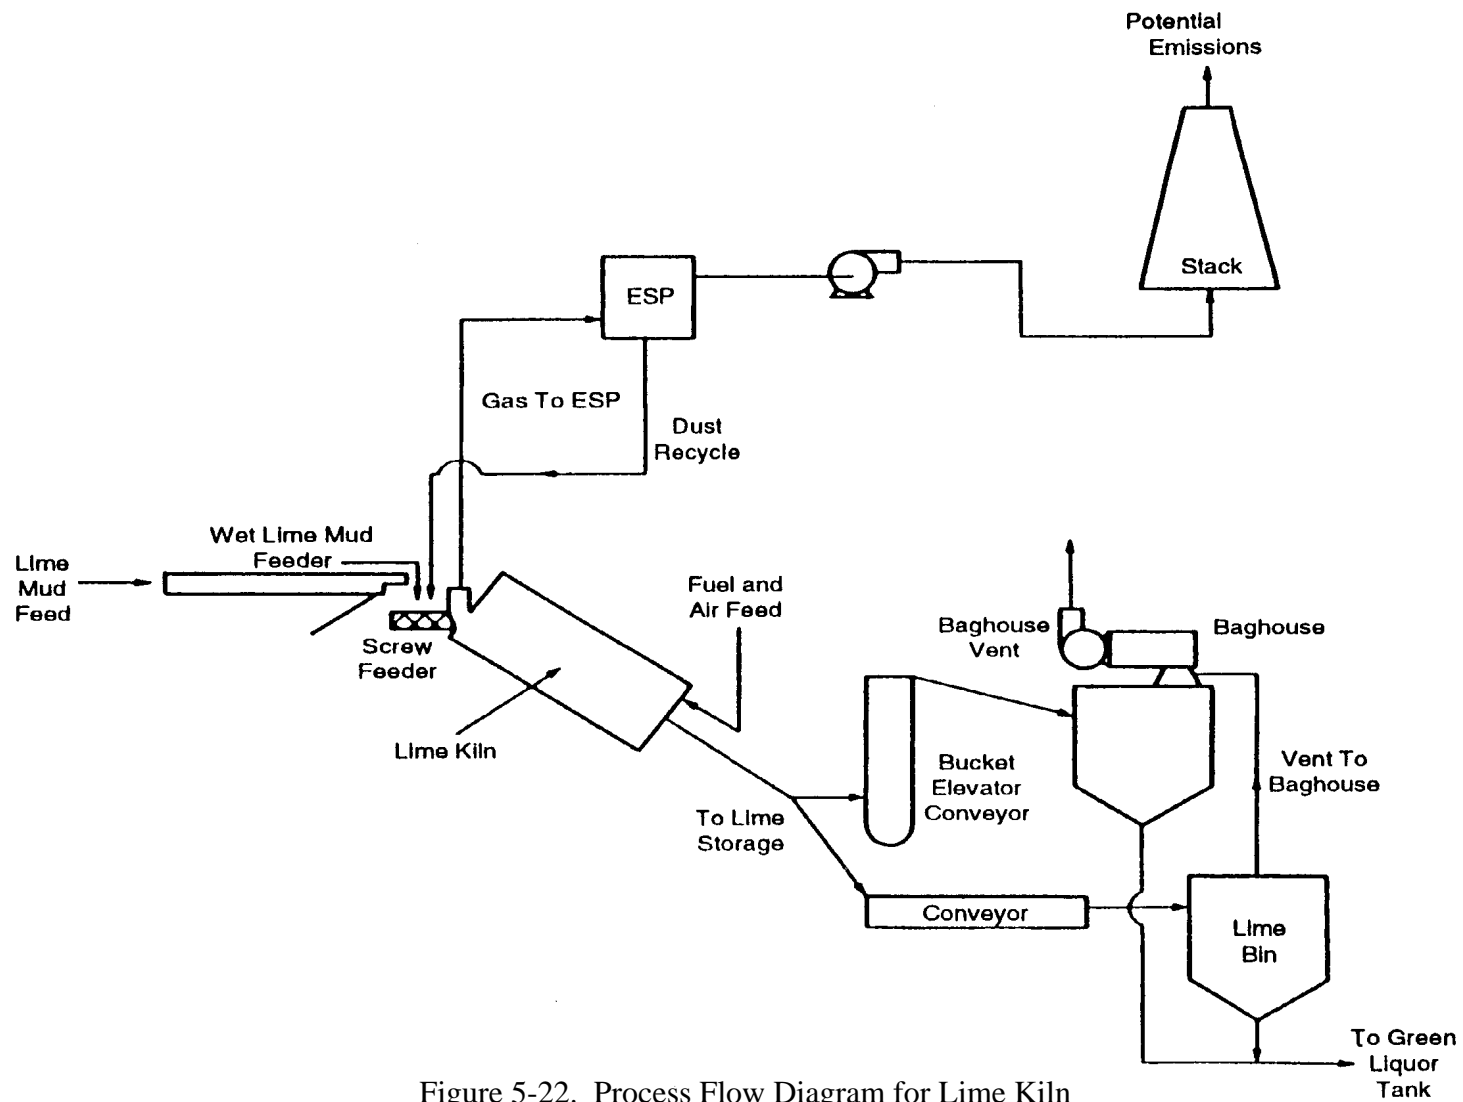 Potential
Emissions
Stack
ESP
Gas To ESP
Dust
Recycle
Wet Lime Mud
Feeder
Lime
Mud
Feed
Screw
Feeder
Fuel and
Air Feed
Lime Kiln
Baghouse
Vent
Baghouse
To Lime
Storage
Bucket
Elevator
Conveyor
Vent To
Baghouse
Conveyor
Lime
Bin
To Green
Liquor
Tank
Figure 5-22. Process Flow Diagram for Lime Kiln